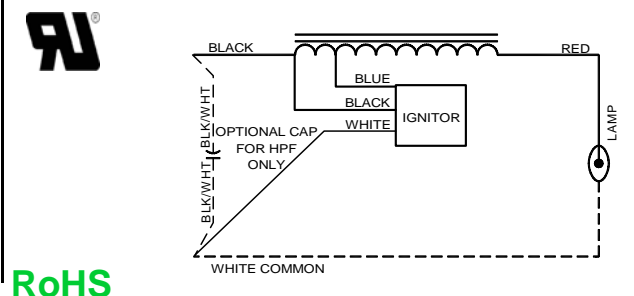 RU®
BLACK
RED
BLUE
BLACK
IGNITOR
WHITE
LAMP
BLK/WHT
OPTIONAL CAP
FOR HPF
ONLY
BLK/WHT
WHITE COMMON
RoHS